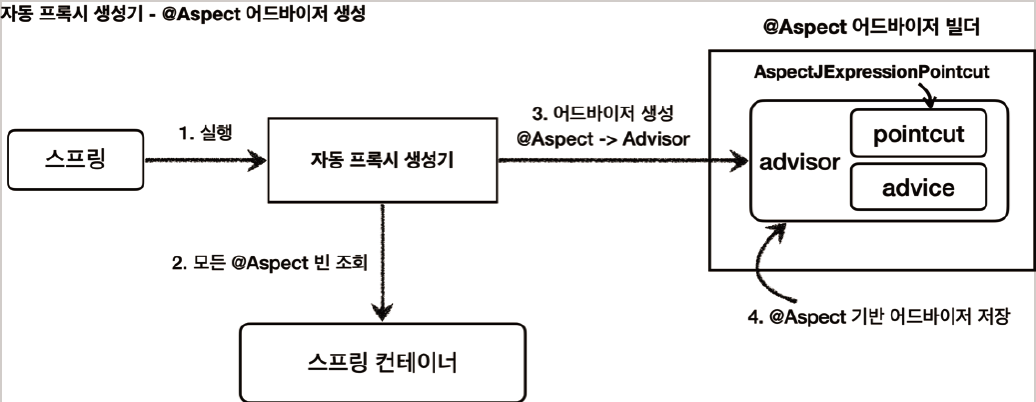 자동 프록시 생성기 - @Aspect 어드바이저 생성
@Aspect 어드바이저 빌더
AspectJExpressionPointcut
1. 실행
3. 어드바이저 생성
@Aspect -> Advisor
스프링
자동 프록시 생성기
advisor
pointcut
advice
2. 모든 @Aspect 빈 조회
4. @Aspect 기반 어드바이저 저장
스프링 컨테이너